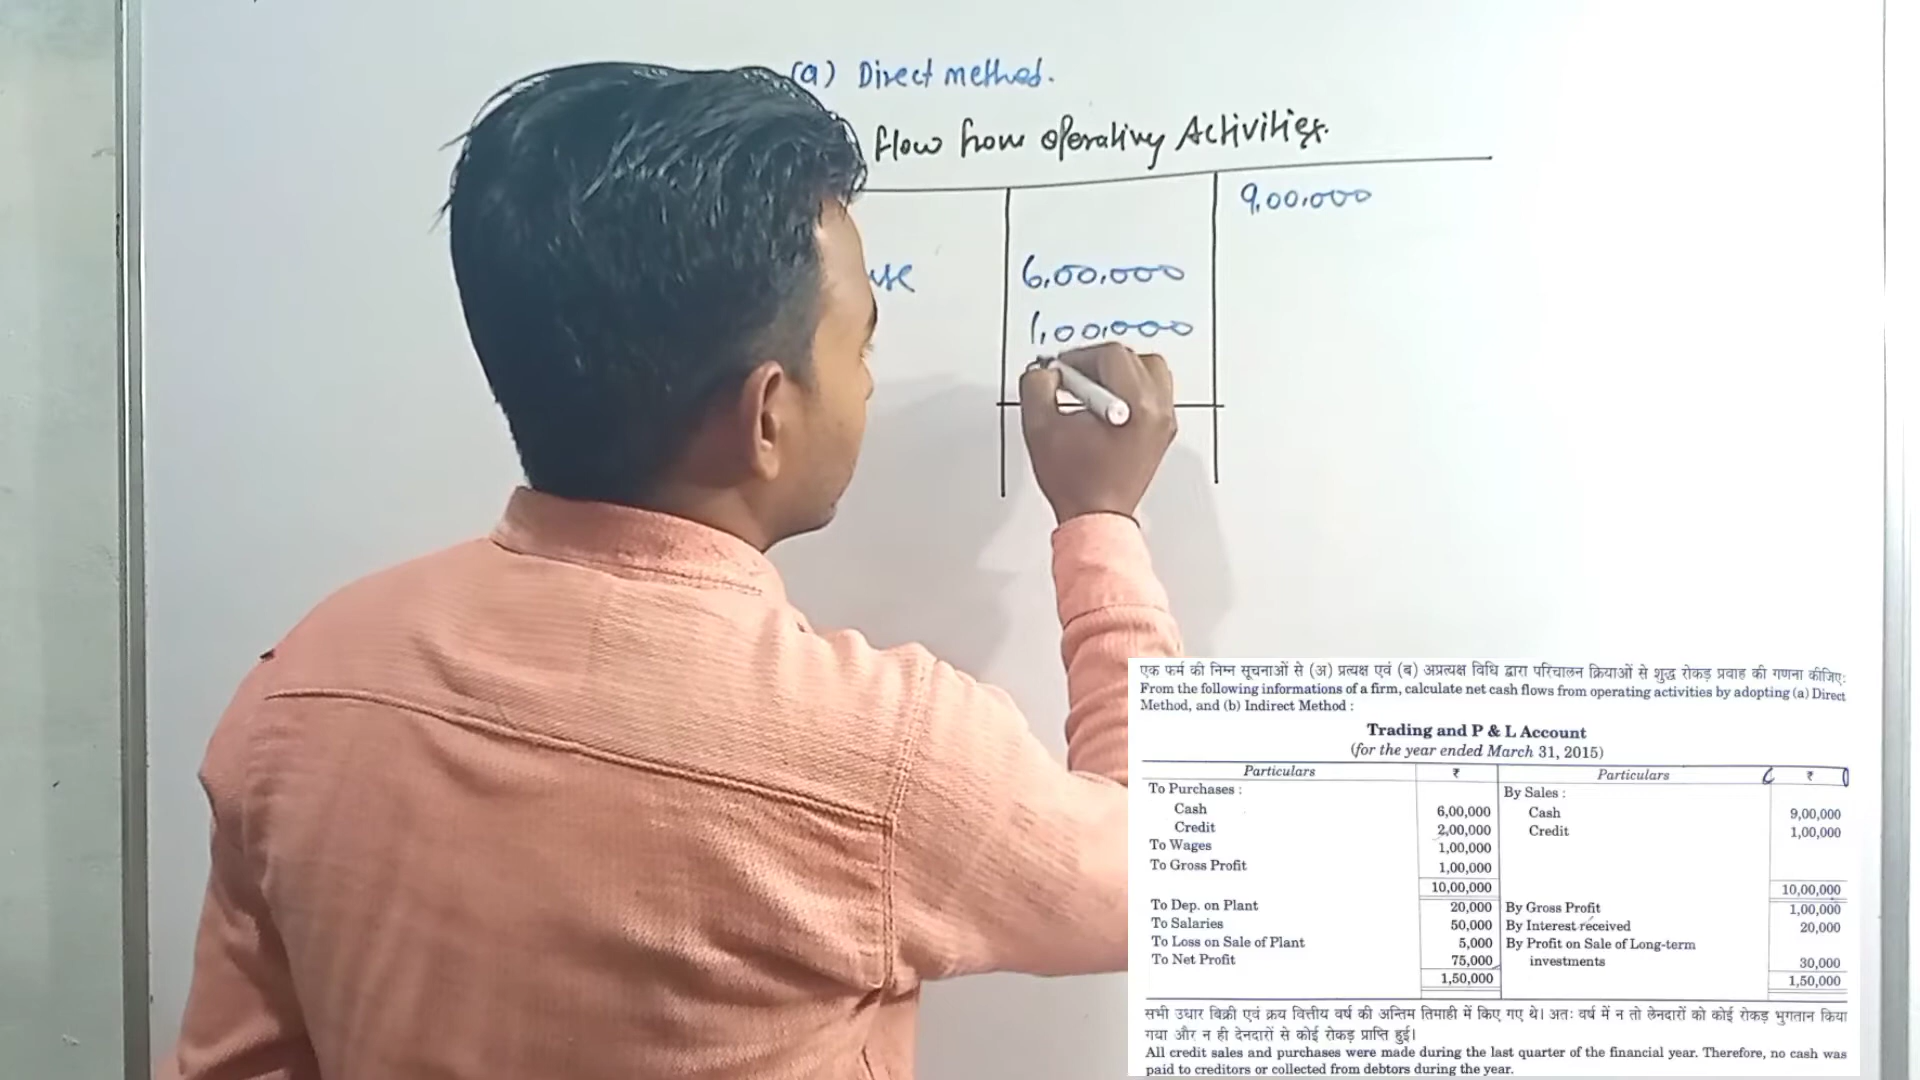 (a) Direct method.
flow from operating Activities.
9,00,000
6,00,000
1,00,000
एक फर्म की निम्न सूचनाओं से (अ) प्रत्यक्ष एवं (ब) अप्रत्यक्ष विधि द्वारा परिचालन क्रियाओं से शुद्ध रोकड़ प्रवाह की गणना कीजिए:
From the following informations of a firm, calculate net cash flows from operating activities by adopting (a) Direct
Method, and (b) Indirect Method :
Trading and P & L Account
(for the year ended March 31, 2015)
Particulars ₹ Particulars ₹
To Purchases : By Sales :
Cash 6,00,000 Cash 9,00,000
Credit 2,00,000 Credit 1,00,000
To Wages 1,00,000
To Gross Profit 1,00,000
10,00,000 10,00,000
To Dep. on Plant 20,000 By Gross Profit 1,00,000
To Salaries 50,000 By Interest received 20,000
To Loss on Sale of Plant 5,000 By Profit on Sale of Long-term
To Net Profit 75,000 investments 30,000
1,50,000 1,50,000
सभी उधार बिक्री एवं क्रय वित्तीय वर्ष की अन्तिम तिमाही में किए गए थे। अतः वर्ष में न तो लेनदारों को कोई रोकड़ भुगतान किया
गया और न ही देनदारों से कोई रोकड़ प्राप्ति हुई।
All credit sales and purchases were made during the last quarter of the financial year. Therefore, no cash was
paid to creditors or collected from debtors during the year.